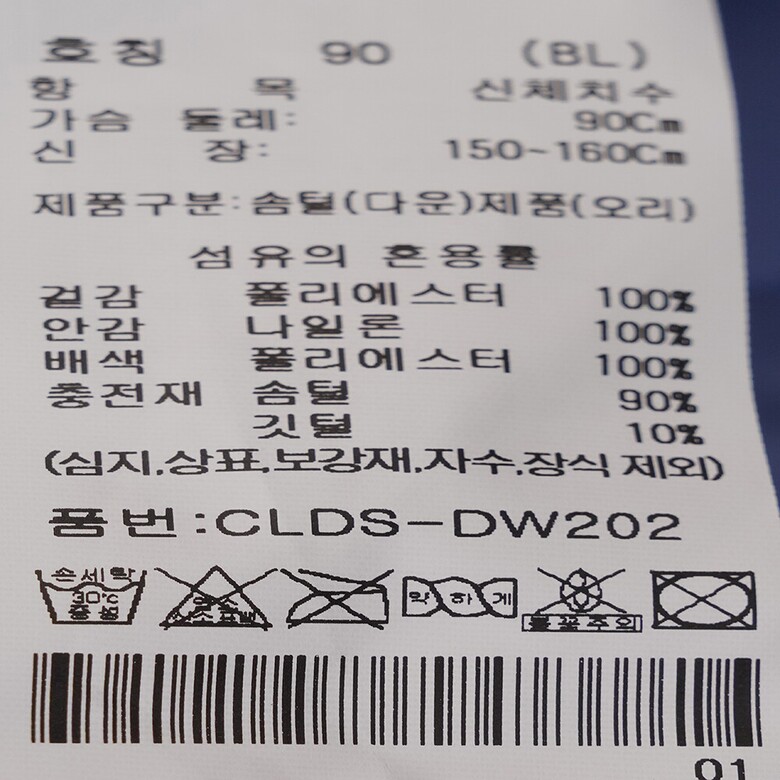 호칭 90 (BL)
항 목 신체치수
가슴 둘레: 90Cm
신 장: 150~160Cm
제품구분:솜털(다운)제품(오리)
섬유의 혼용률
겉감 폴리에스터 100%
안감 나일론 100%
배색 폴리에스터 100%
충전재 솜털 90%
깃털 10%
(심지,상표,보강재,자수,장식 제외)
품번:CLDS-DW202
손세탁
30℃
중성
약하게
불꽃주의
01